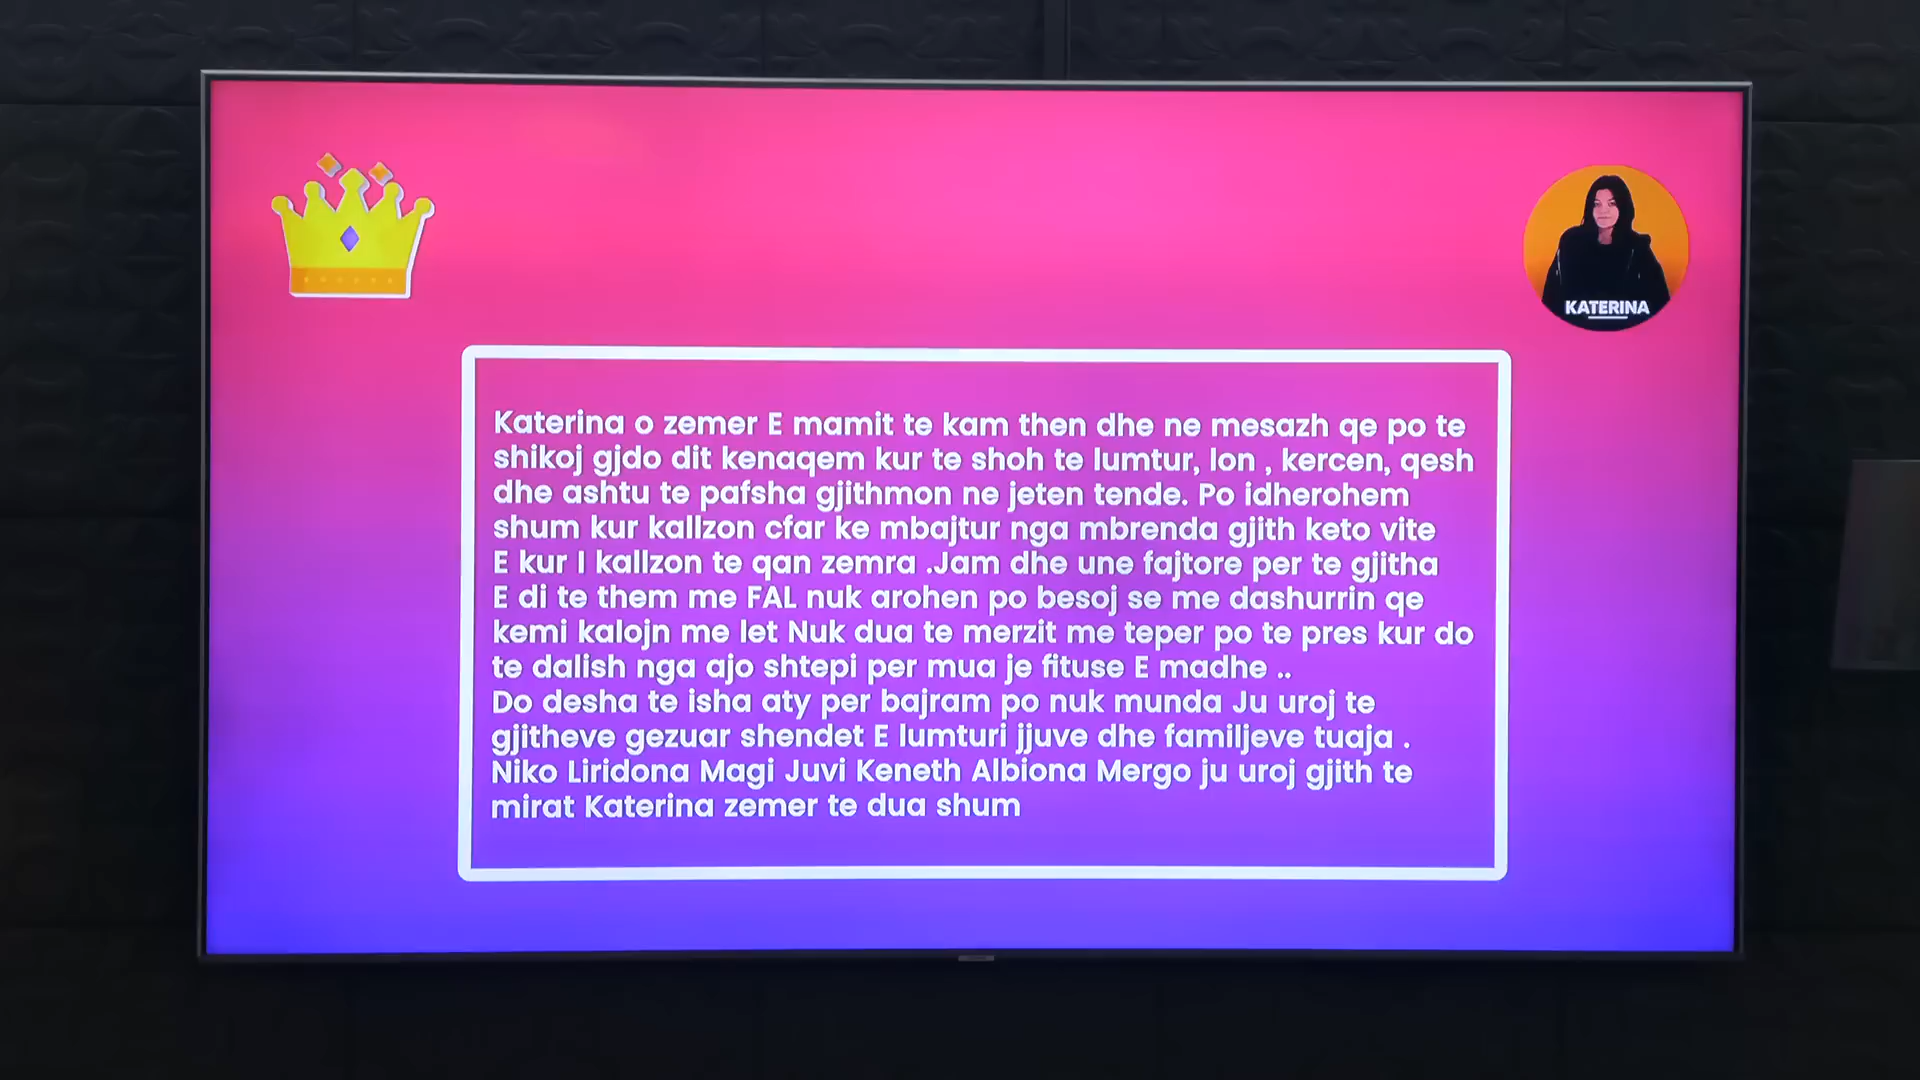 KATERINA
Katerina o zemer E mamit te kam then dhe ne mesazh qe po te
shikoj gjdo dit kenaqem kur te shoh te lumtur, lon , kercen, qesh
dhe ashtu te pafsha gjithmon ne jeten tende. Po idherohem
shum kur kallzon cfar ke mbajtur nga mbrenda gjith keto vite
E kur I kallzon te qan zemra .Jam dhe une fajtore per te gjitha
E di te them me FAL nuk arohen po besoj se me dashurrin qe
kemi kalojn me let Nuk dua te merzit me teper po te pres kur do
te dalish nga ajo shtepi per mua je fituse E madhe ..
Do desha te isha aty per bajram po nuk munda Ju uroj te
gjitheve gezuar shendet E lumturi jjuve dhe familjeve tuaja .
Niko Liridona Magi Juvi Keneth Albiona Mergo ju uroj gjith te
mirat Katerina zemer te dua shum